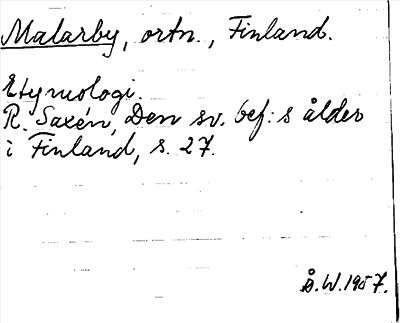 Malarby, ortn., Finland.
Etymologi.
R. Saxén, Den sv. bef:s ålder
i Finland, s. 27.
Å.W. 1957.